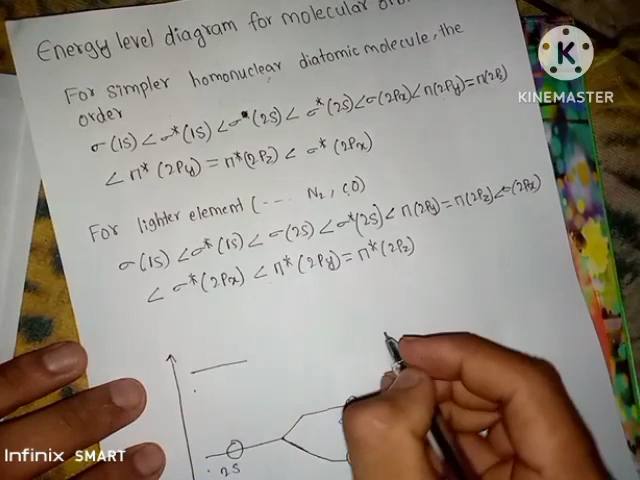 Energy level diagram for molecular
For simpler homonuclear diatomic molecule, the
order
σ(1S) < σ*(1S) < σ*(2S) < σ*(2S) < σ(2Px) < π(2Py) = π(2Pz)
< π*(2Py) = π*(2Pz) < σ*(2Px)
For lighter element (--- N2, CO)
σ(1S) < σ*(1S) < σ(2S) < σ*(2S) < π(2Py) = π(2Pz) < σ(2Px)
< σ*(2Px) < π*(2Py) = π*(2Pz)
2S
K
KINEMASTER
Infinix SMART